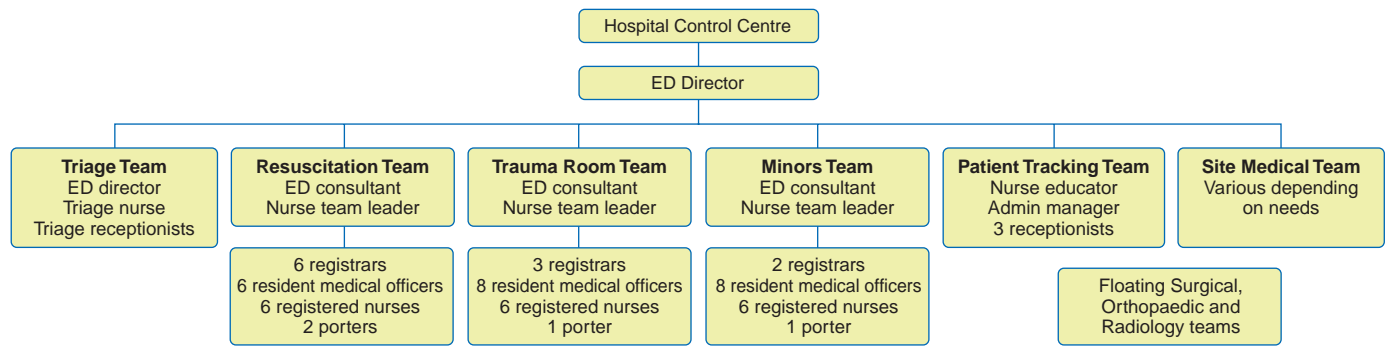 Hospital Control Centre
ED Director
Triage Team
ED director
Triage nurse
Triage receptionists
Resuscitation Team
ED consultant
Nurse team leader
6 registrars
6 resident medical officers
6 registered nurses
2 porters
Trauma Room Team
ED consultant
Nurse team leader
3 registrars
8 resident medical officers
6 registered nurses
1 porter
Minors Team
ED consultant
Nurse team leader
2 registrars
8 resident medical officers
6 registered nurses
1 porter
Patient Tracking Team
Nurse educator
Admin manager
3 receptionists
Site Medical Team
Various depending
on needs
Floating Surgical,
Orthopaedic and
Radiology teams